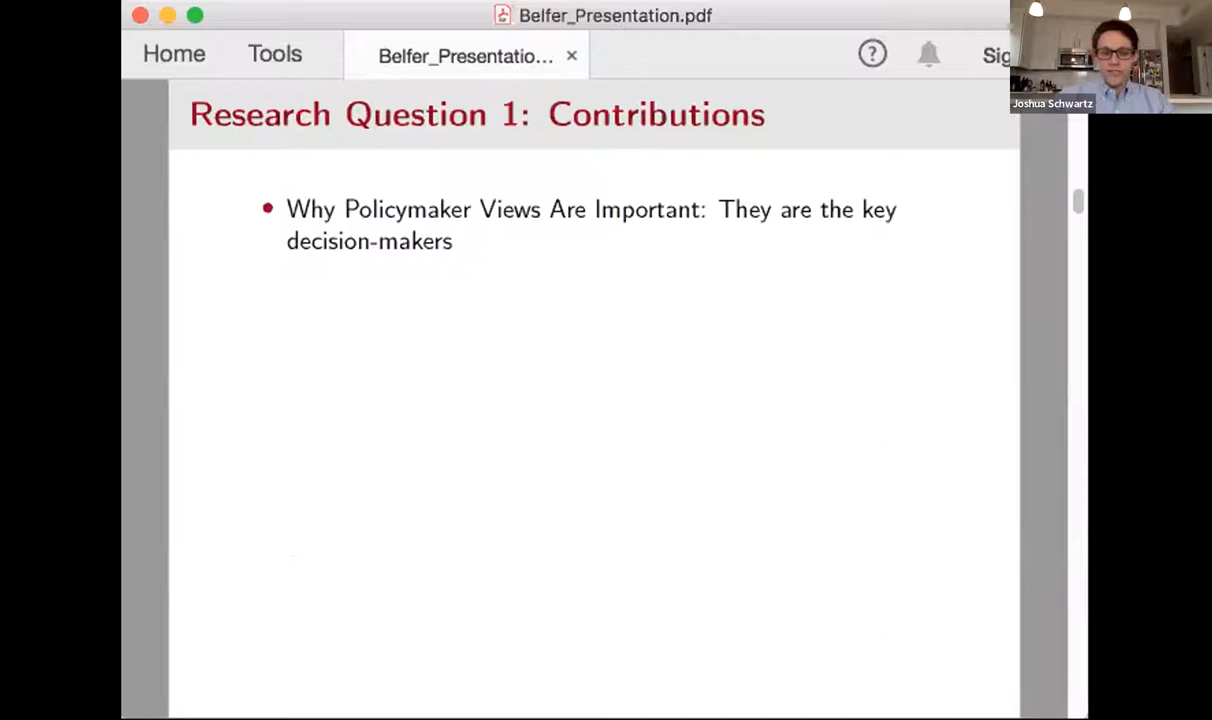 Belfer_Presentation.pdf
Home Tools Belfer_Presentatio... × ? Sig
Joshua Schwartz
Research Question 1: Contributions
• Why Policymaker Views Are Important: They are the key
decision-makers